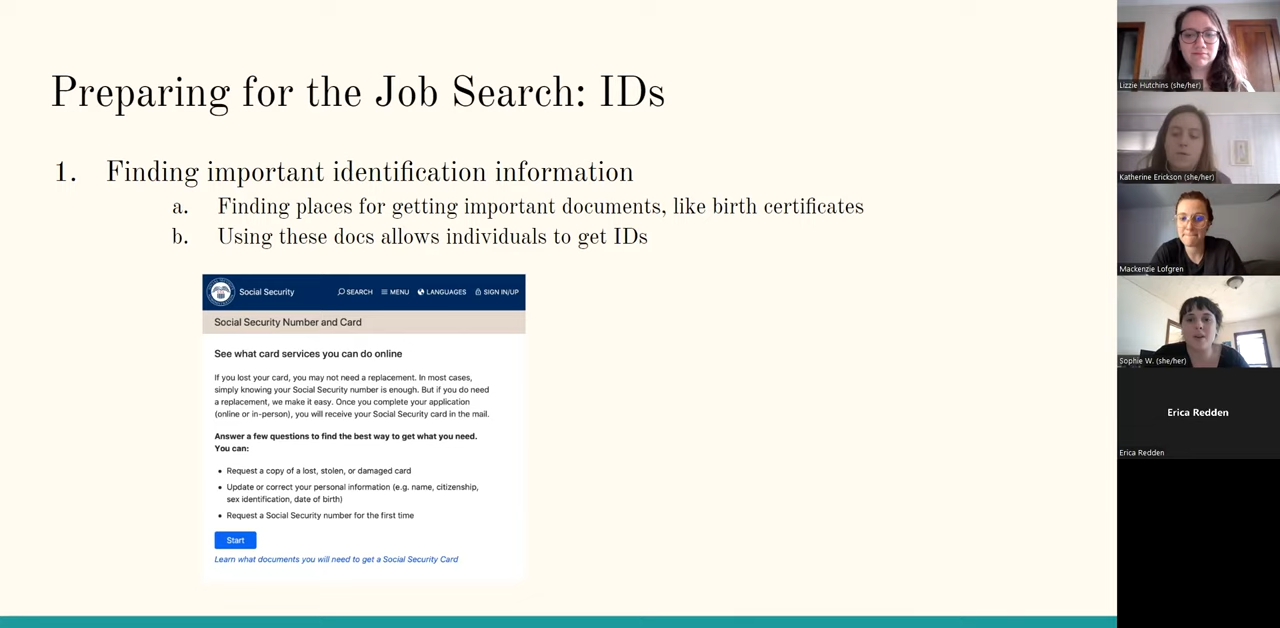 Preparing for the Job Search: IDs
1. Finding important identification information
a. Finding places for getting important documents, like birth certificates
b. Using these docs allows individuals to get IDs
Social Security
SEARCH MENU LANGUAGES SIGN IN/UP
Social Security Number and Card
See what card services you can do online
If you lost your card, you may not need a replacement. In most cases,
simply knowing your Social Security number is enough. But if you do need
a replacement, we make it easy. Once you complete your application
(online or in-person), you will receive your Social Security card in the mail.
Answer a few questions to find the best way to get what you need.
You can:
• Request a copy of a lost, stolen, or damaged card
• Update or correct your personal information (e.g. name, citizenship,
sex identification, date of birth)
• Request a Social Security number for the first time
Start
Learn what documents you will need to get a Social Security Card
Lizzie Hutchins (she/her)
Katherine Erickson (she/her)
Mackenzie Lofgren
Sophie W. (she/her)
Erica Redden
Erica Redden